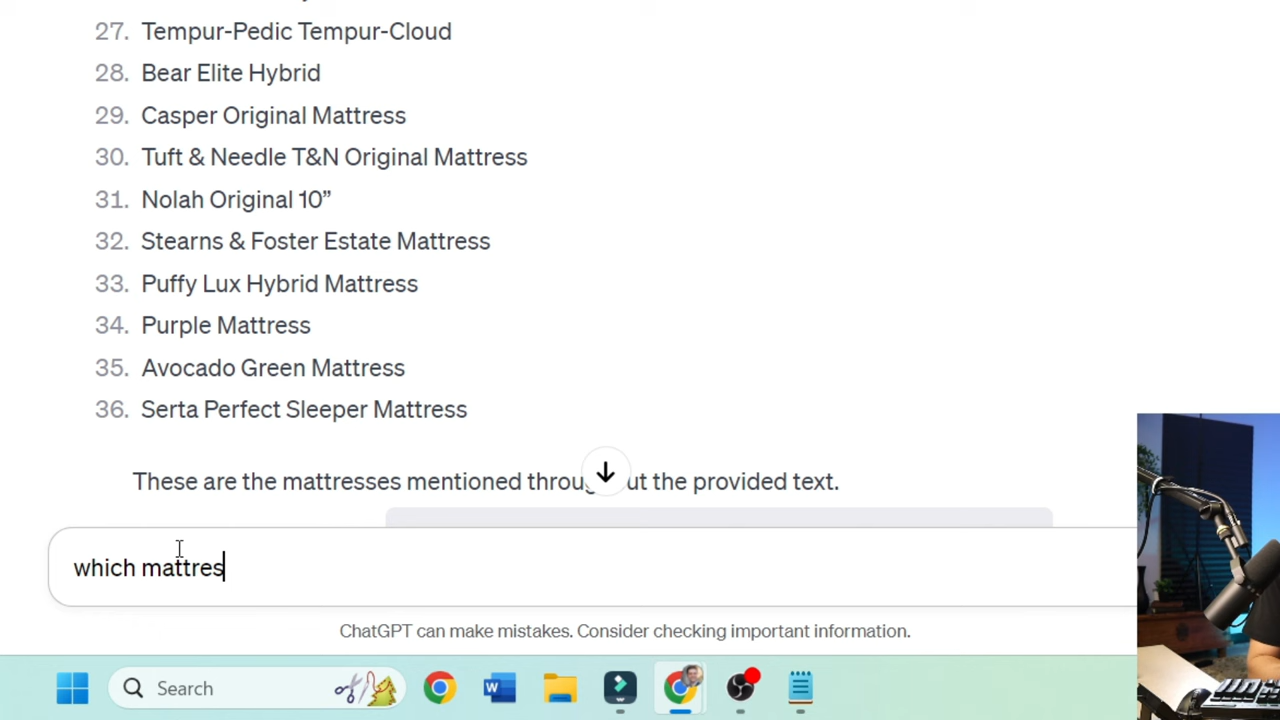 27. Tempur-Pedic Tempur-Cloud
28. Bear Elite Hybrid
29. Casper Original Mattress
30. Tuft & Needle T&N Original Mattress
31. Nolah Original 10”
32. Stearns & Foster Estate Mattress
33. Puffy Lux Hybrid Mattress
34. Purple Mattress
35. Avocado Green Mattress
36. Serta Perfect Sleeper Mattress
These are the mattresses mentioned throug ut the provided text.
which mattres
ChatGPT can make mistakes. Consider checking important information.
Search
W